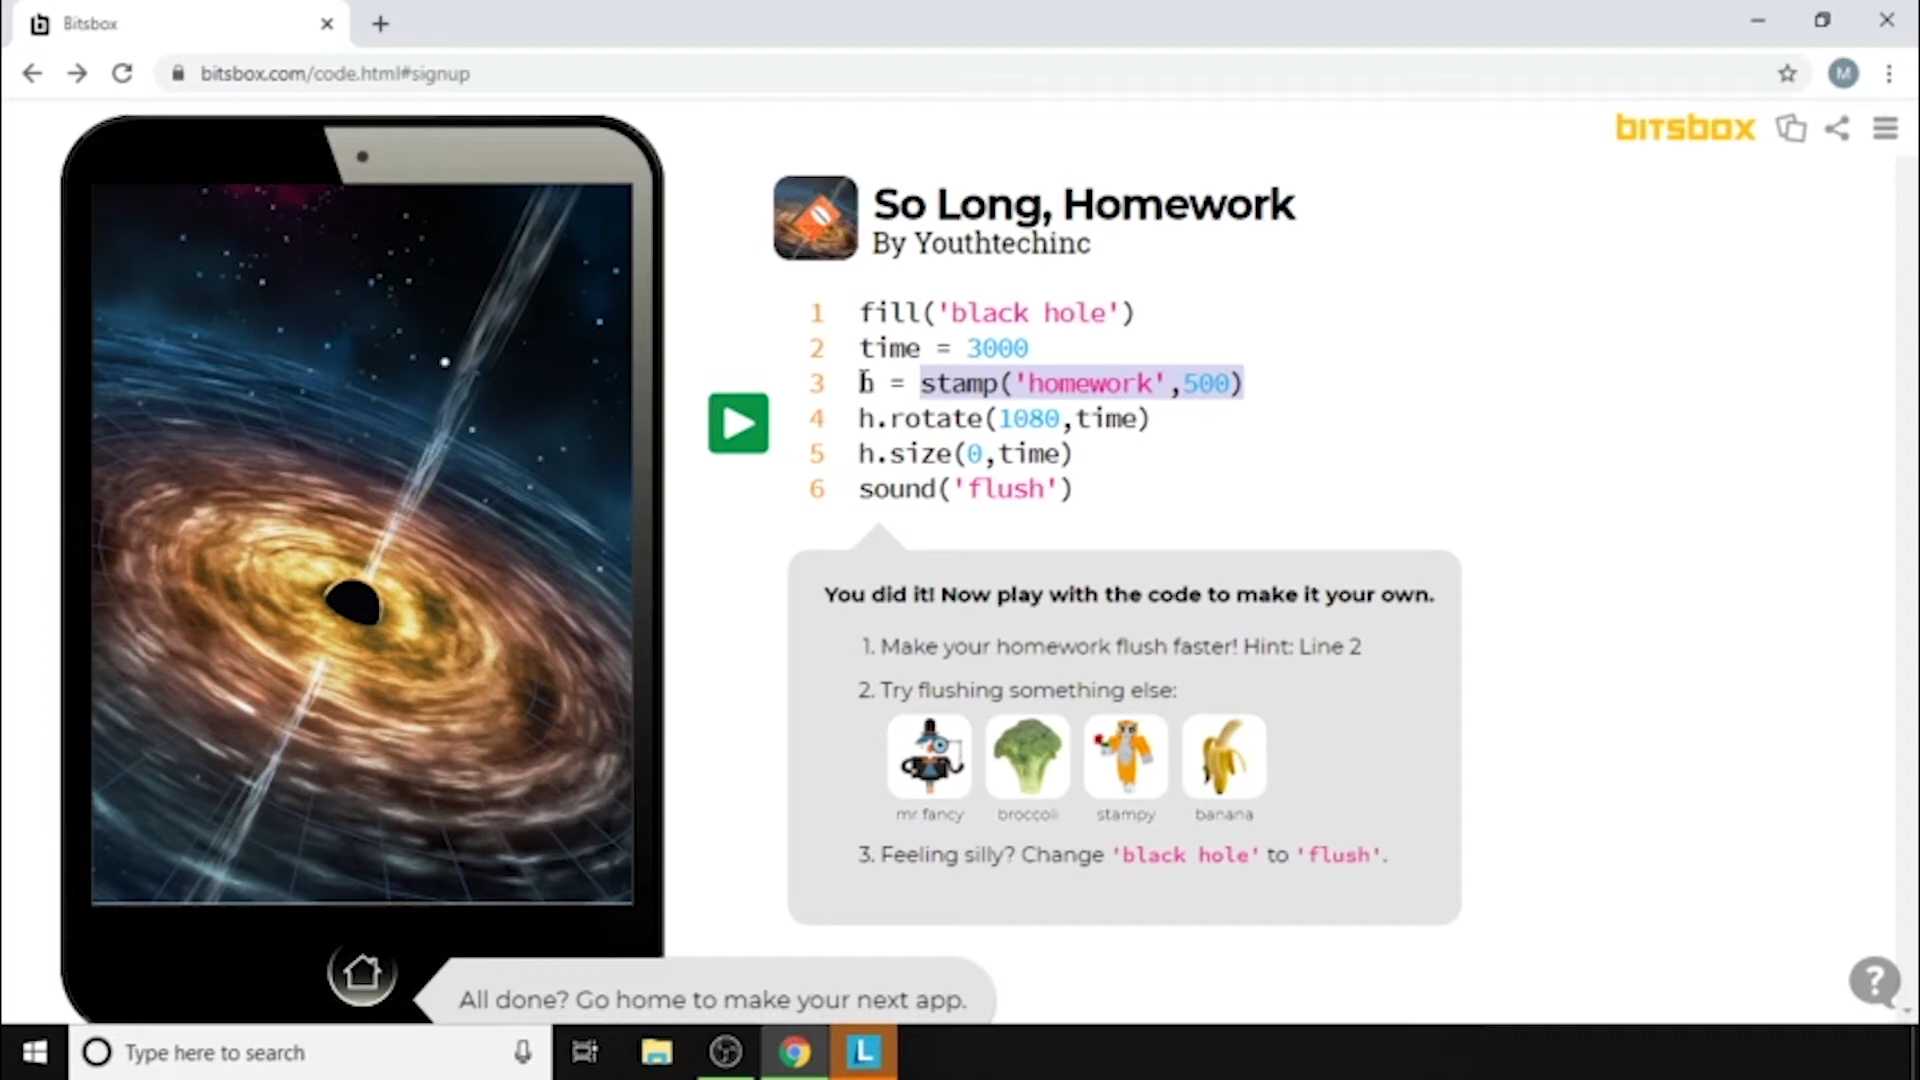 Bitsbox
bitsbox.com/code.html#signup
M
bitsbox
So Long, Homework
By Youthtechinc
1 fill('black hole')
2 time = 3000
3 h = stamp('homework',500)
4 h.rotate(1080,time)
5 h.size(0,time)
6 sound('flush')
You did it! Now play with the code to make it your own.
1. Make your homework flush faster! Hint: Line 2
2. Try flushing something else:
mr fancy broccoli stampy banana
3. Feeling silly? Change 'black hole' to 'flush'.
All done? Go home to make your next app.
?
Type here to search
L